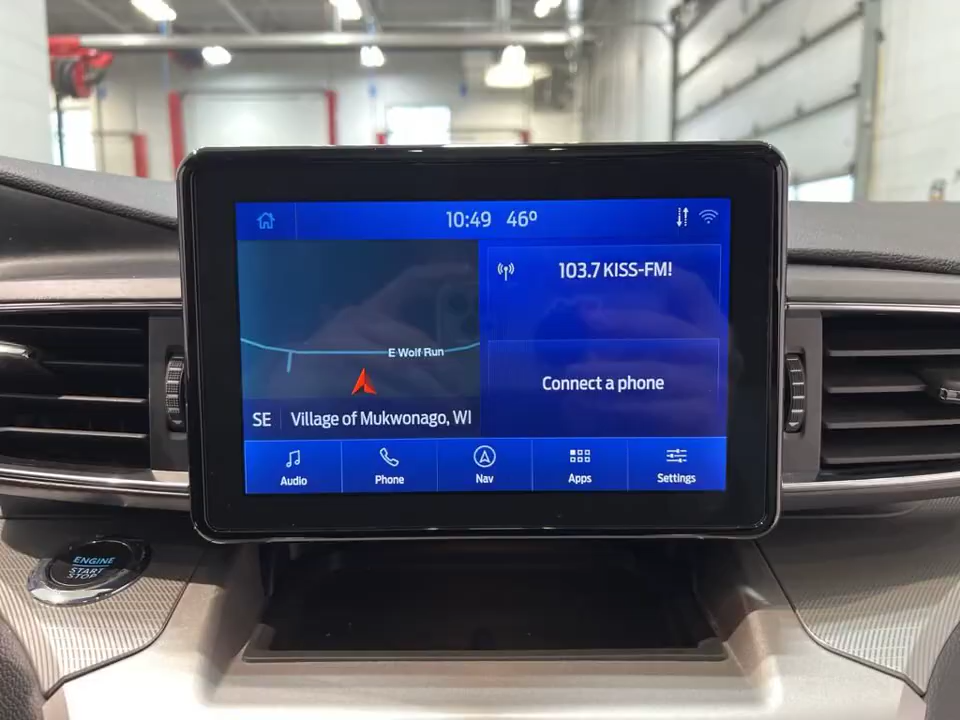 10:49 46°
103.7 KISS-FM!
E Wolf Run
Connect a phone
SE Village of Mukwonago, WI
Audio Phone Nav Apps Settings
ENGINE
START
STOP